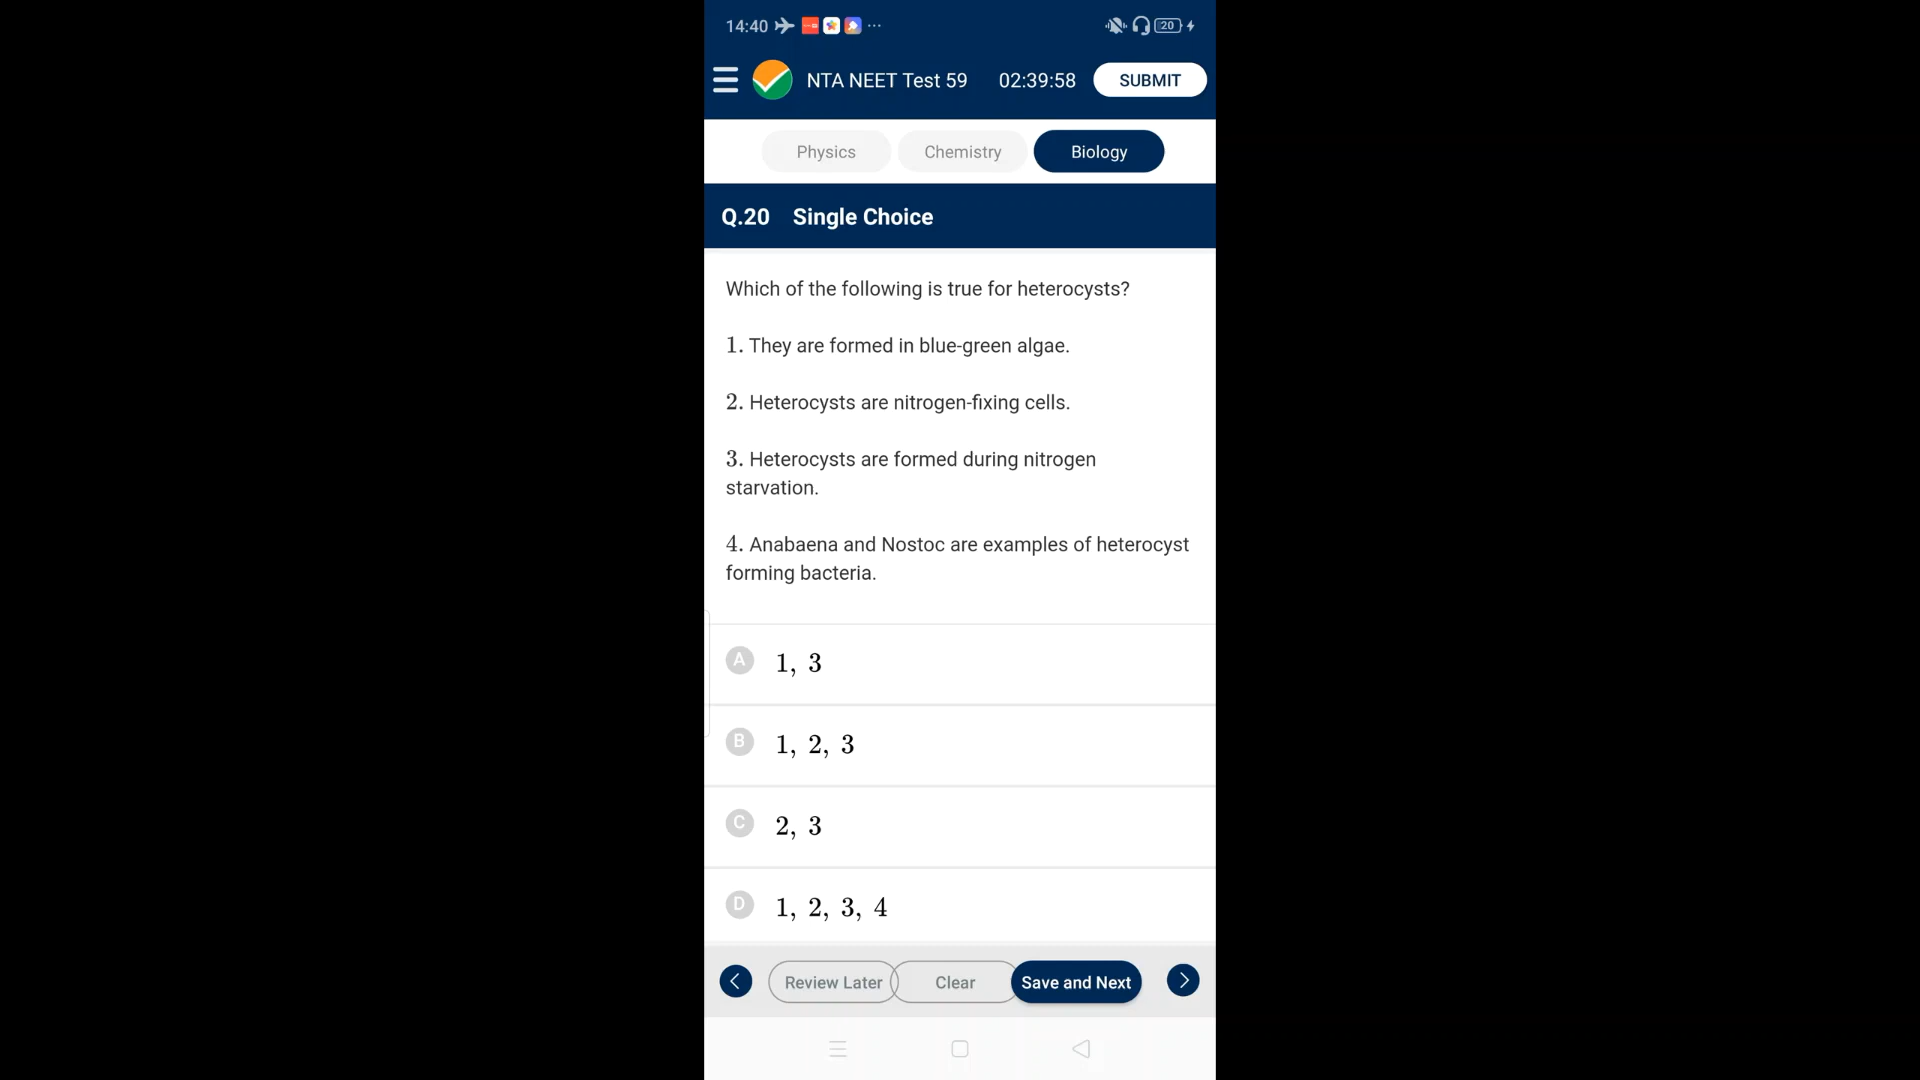 14:40 ··· 20
NTA NEET Test 59 02:39:58 SUBMIT
Physics Chemistry Biology
Q.20 Single Choice
Which of the following is true for heterocysts?
1. They are formed in blue-green algae.
2. Heterocysts are nitrogen-fixing cells.
3. Heterocysts are formed during nitrogen
starvation.
4. Anabaena and Nostoc are examples of heterocyst
forming bacteria.
A 1, 3
B 1, 2, 3
C 2, 3
D 1, 2, 3, 4
Review Later Clear Save and Next